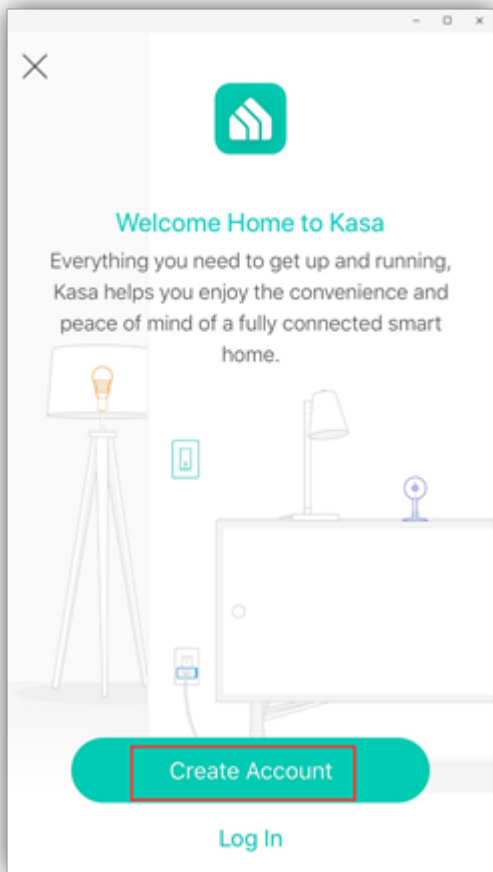 Welcome Home to Kasa
Everything you need to get up and running,
Kasa helps you enjoy the convenience and
peace of mind of a fully connected smart
home.
Create Account
Log In